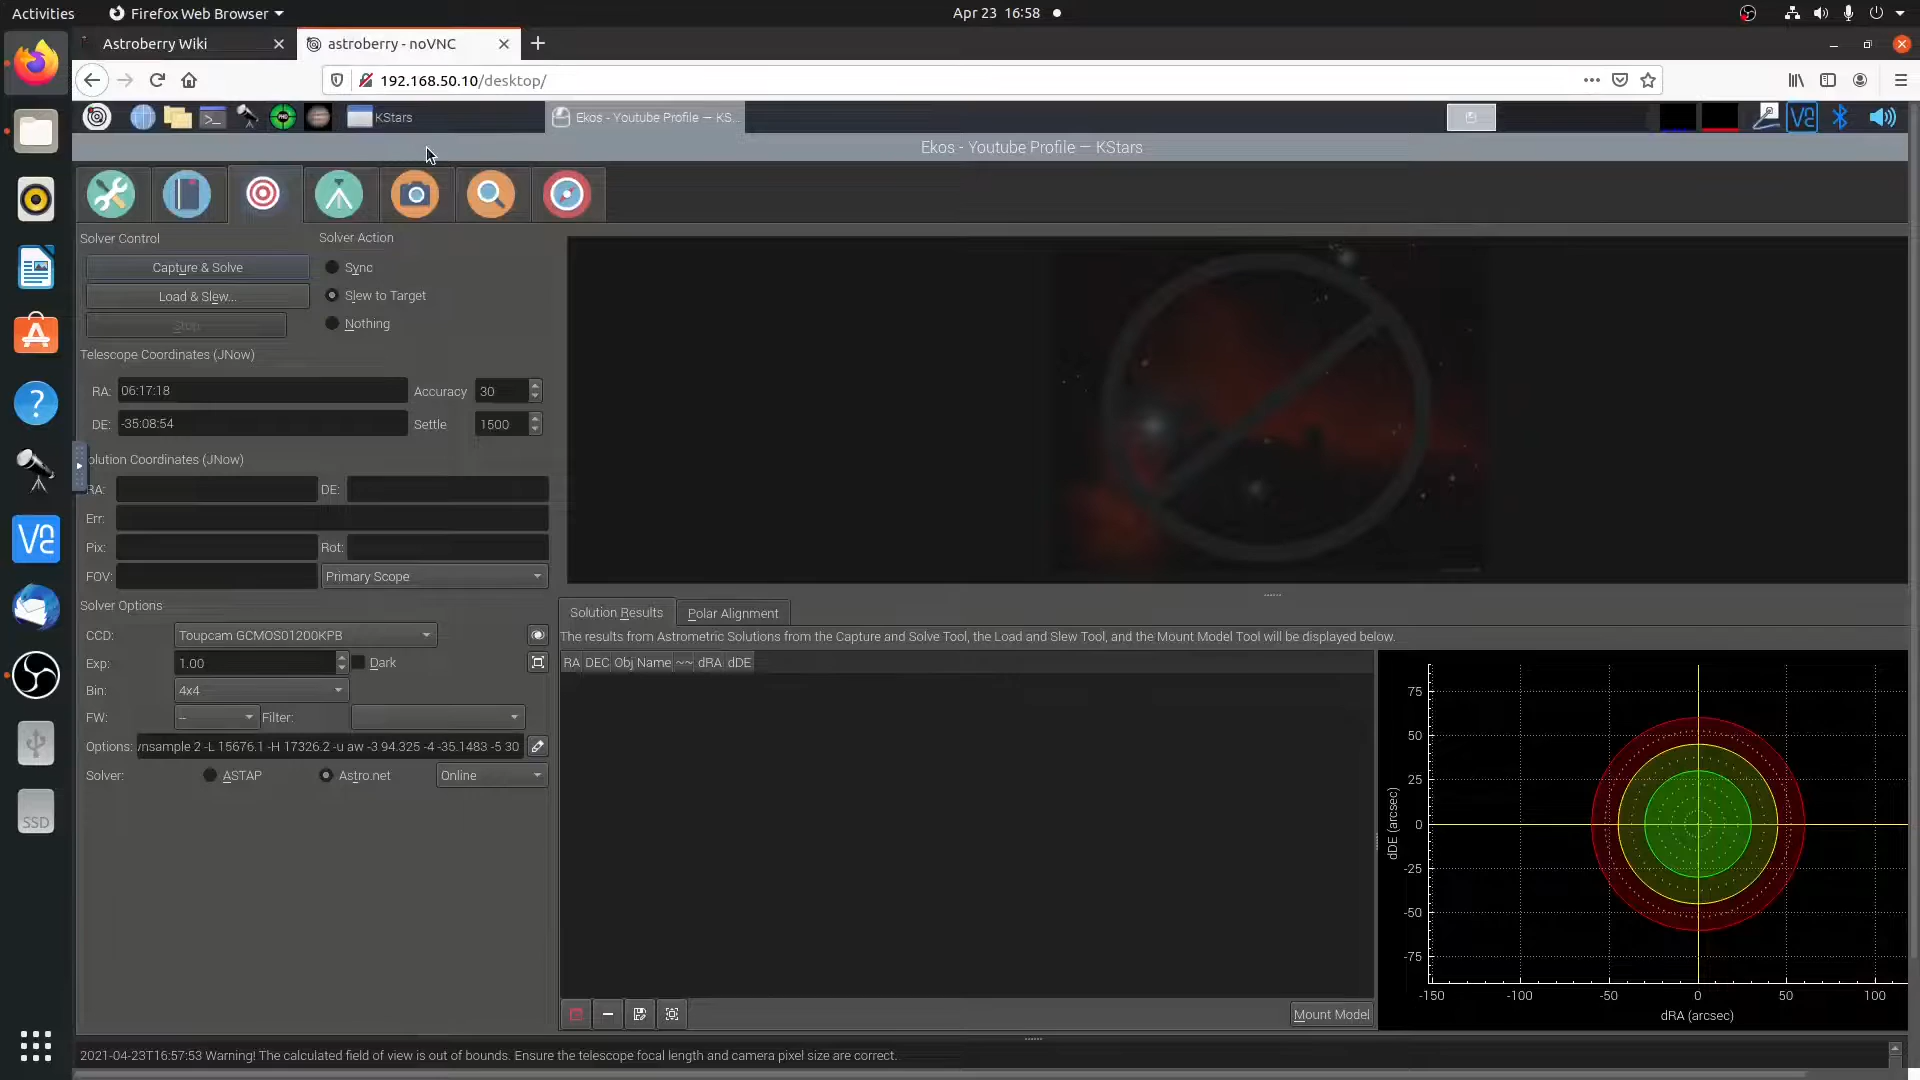 Activities
Firefox Web Browser
Apr 23 16:58
Astroberry Wiki
astroberry - noVNC
192.168.50.10/desktop/
KStars
Ekos - Youtube Profile — KS...
Ekos - Youtube Profile — KStars
Solver Control
Solver Action
Capture & Solve
Sync
Load & Slew...
Slew to Target
Stop
Nothing
Telescope Coordinates (JNow)
RA: 06:17:18
Accuracy 30
DE: -35:08:54
Settle 1500
olution Coordinates (JNow)
RA:
DE:
Err:
Pix:
Rot:
FOV:
Primary Scope
Solver Options
CCD: Toupcam GCMOS01200KPB
Exp: 1.00
Dark
Bin: 4x4
FW: --
Filter:
Options: nsample 2 -L 15676.1 -H 17326.2 -u aw -3 94.325 -4 -35.1483 -5 30
Solver: ASTAP
Astro.net
Online
Solution Results
Polar Alignment
The results from Astrometric Solutions from the Capture and Solve Tool, the Load and Slew Tool, and the Mount Model Tool will be displayed below.
RA DEC Obj Name ~~ dRA dDE
Mount Model
75
50
25
0
-25
-50
-75
dDE (arcsec)
-150 -100 -50 0 50 100
dRA (arcsec)
2021-04-23T16:57:53 Warning! The calculated field of view is out of bounds. Ensure the telescope focal length and camera pixel size are correct.
SSD